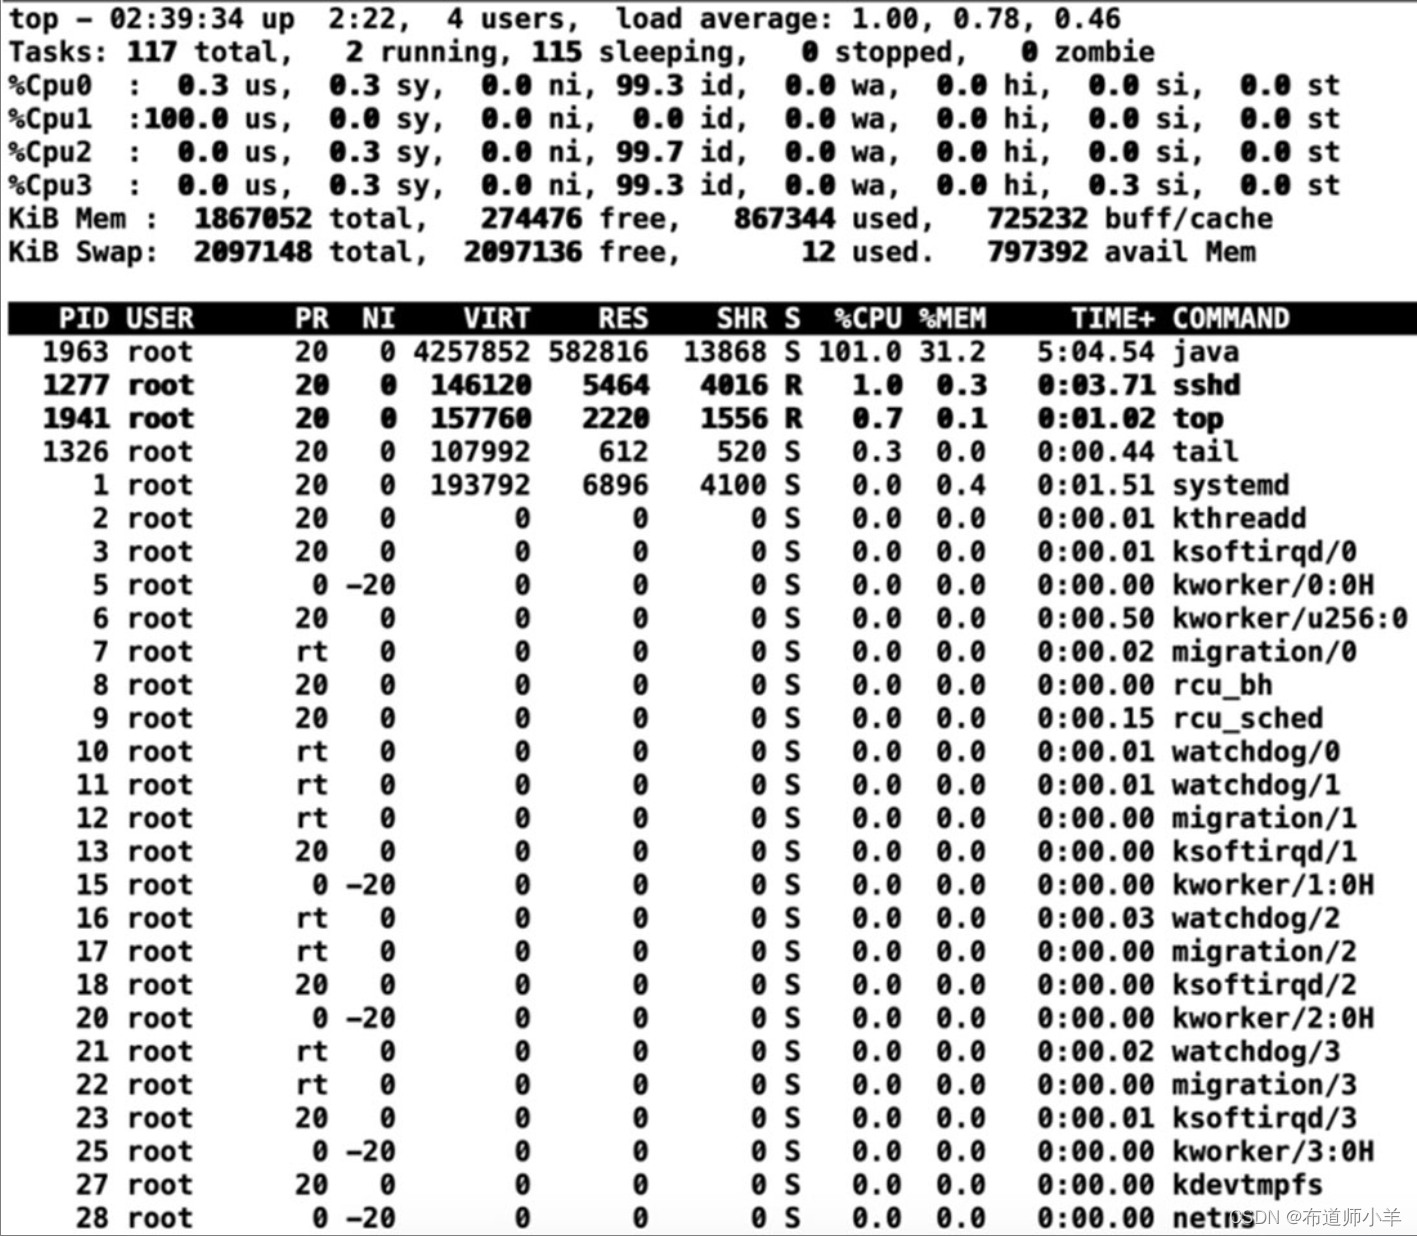 top - 02:39:34 up  2:22,  4 users,  load average: 1.00, 0.78, 0.46
Tasks: 117 total,   2 running, 115 sleeping,   0 stopped,   0 zombie
%Cpu0  :  0.3 us,  0.3 sy,  0.0 ni, 99.3 id,  0.0 wa,  0.0 hi,  0.0 si,  0.0 st
%Cpu1  :100.0 us,  0.0 sy,  0.0 ni,  0.0 id,  0.0 wa,  0.0 hi,  0.0 si,  0.0 st
%Cpu2  :  0.0 us,  0.3 sy,  0.0 ni, 99.7 id,  0.0 wa,  0.0 hi,  0.0 si,  0.0 st
%Cpu3  :  0.0 us,  0.3 sy,  0.0 ni, 99.3 id,  0.0 wa,  0.0 hi,  0.3 si,  0.0 st
KiB Mem :  1867052 total,   274476 free,   867344 used,   725232 buff/cache
KiB Swap:  2097148 total,  2097136 free,       12 used.   797392 avail Mem
PID USER      PR  NI    VIRT    RES    SHR S  %CPU %MEM     TIME+ COMMAND
1963 root      20   0 4257852 582816  13868 S 101.0 31.2   5:04.54 java
1277 root      20   0  146120   5464   4016 R   1.0  0.3   0:03.71 sshd
1941 root      20   0  157760   2220   1556 R   0.7  0.1   0:01.02 top
1326 root      20   0  107992    612    520 S   0.3  0.0   0:00.44 tail
1 root      20   0  193792   6896   4100 S   0.0  0.4   0:01.51 systemd
2 root      20   0       0      0      0 S   0.0  0.0   0:00.01 kthreadd
3 root      20   0       0      0      0 S   0.0  0.0   0:00.01 ksoftirqd/0
5 root       0 -20       0      0      0 S   0.0  0.0   0:00.00 kworker/0:0H
6 root      20   0       0      0      0 S   0.0  0.0   0:00.50 kworker/u256:0
7 root      rt   0       0      0      0 S   0.0  0.0   0:00.02 migration/0
8 root      20   0       0      0      0 S   0.0  0.0   0:00.00 rcu_bh
9 root      20   0       0      0      0 S   0.0  0.0   0:00.15 rcu_sched
10 root      rt   0       0      0      0 S   0.0  0.0   0:00.01 watchdog/0
11 root      rt   0       0      0      0 S   0.0  0.0   0:00.01 watchdog/1
12 root      rt   0       0      0      0 S   0.0  0.0   0:00.00 migration/1
13 root      20   0       0      0      0 S   0.0  0.0   0:00.00 ksoftirqd/1
15 root       0 -20       0      0      0 S   0.0  0.0   0:00.00 kworker/1:0H
16 root      rt   0       0      0      0 S   0.0  0.0   0:00.03 watchdog/2
17 root      rt   0       0      0      0 S   0.0  0.0   0:00.00 migration/2
18 root      20   0       0      0      0 S   0.0  0.0   0:00.00 ksoftirqd/2
20 root       0 -20       0      0      0 S   0.0  0.0   0:00.00 kworker/2:0H
21 root      rt   0       0      0      0 S   0.0  0.0   0:00.02 watchdog/3
22 root      rt   0       0      0      0 S   0.0  0.0   0:00.00 migration/3
23 root      20   0       0      0      0 S   0.0  0.0   0:00.01 ksoftirqd/3
25 root       0 -20       0      0      0 S   0.0  0.0   0:00.00 kworker/3:0H
27 root      20   0       0      0      0 S   0.0  0.0   0:00.00 kdevtmpfs
28 root       0 -20       0      0      0 S   0.0  0.0   0:00.00 netns
CSDN @布道师小羊